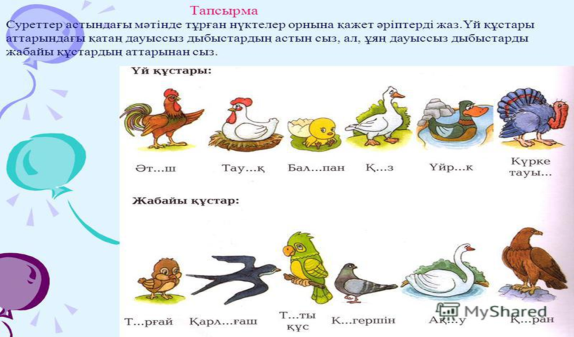 Тапсырма
Суреттер астындағы мәтінде тұрған нүктелер орнына қажет әріптерді жаз.Үй құстары
аттарындағы қатаң дауыссыз дыбыстардың астын сыз, ал, ұяң дауыссыз дыбыстарды
жабайы құстардың аттарынан сыз.
Үй құстары:
Әт...ш Тау...қ Бал...пан Қ...з Үйр...к Күрке
тауы...
Жабайы құстар:
Т...рғай Қарл...ғаш Т...ты
құс К...гершін Ақ...у Қ...ран
MyShared